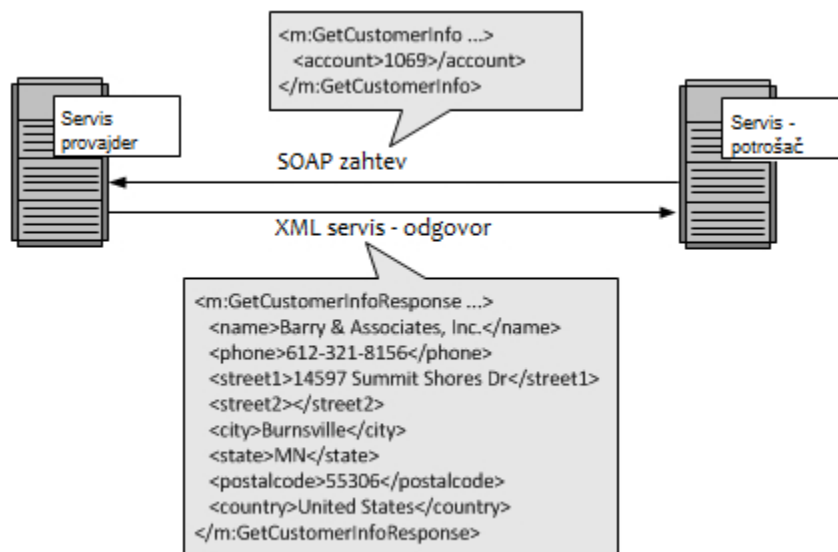 <m:GetCustomerInfo ...>
<account>1069>/account>
</m:GetCustomerInfo>
Servis
provajder
Servis -
potrošač
SOAP zahtev
XML servis - odgovor
<m:GetCustomerInfoResponse ...>
<name>Barry & Associates, Inc.</name>
<phone>612-321-8156</phone>
<street1>14597 Summit Shores Dr</street1>
<street2></street2>
<city>Burnsville</city>
<state>MN</state>
<postalcode>55306</postalcode>
<country>United States</country>
</m:GetCustomerInfoResponse>